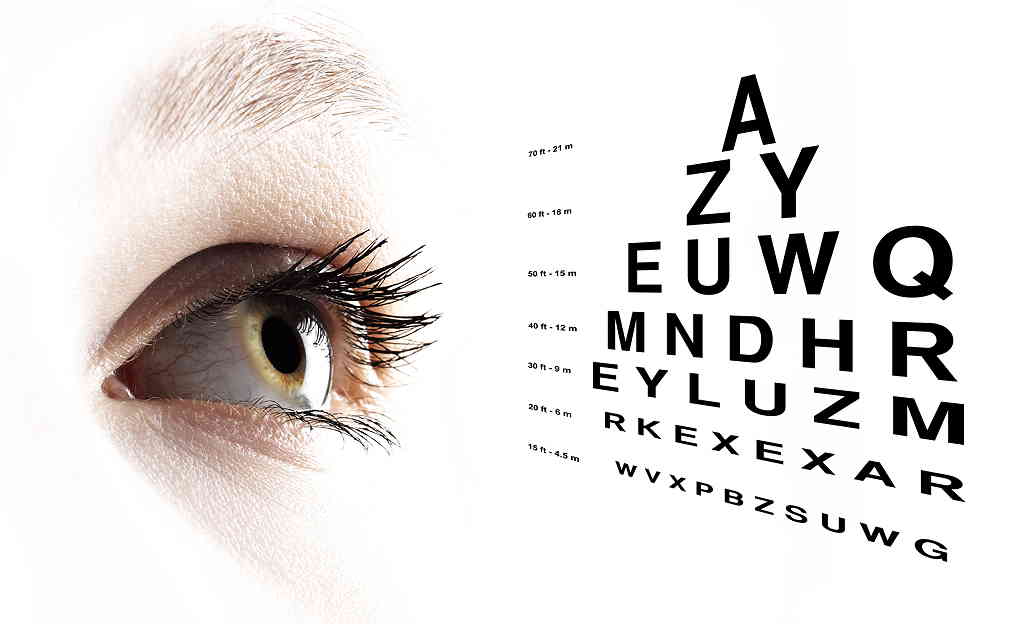 70 ft - 21 m A
60 ft - 18 m Z Y
50 ft - 15 m E U W Q
40 ft - 12 m M N D H R
30 ft - 9 m E Y L U Z M
20 ft - 6 m R K E X E X A R
15 ft - 4.5 m W V X P B Z S U W G